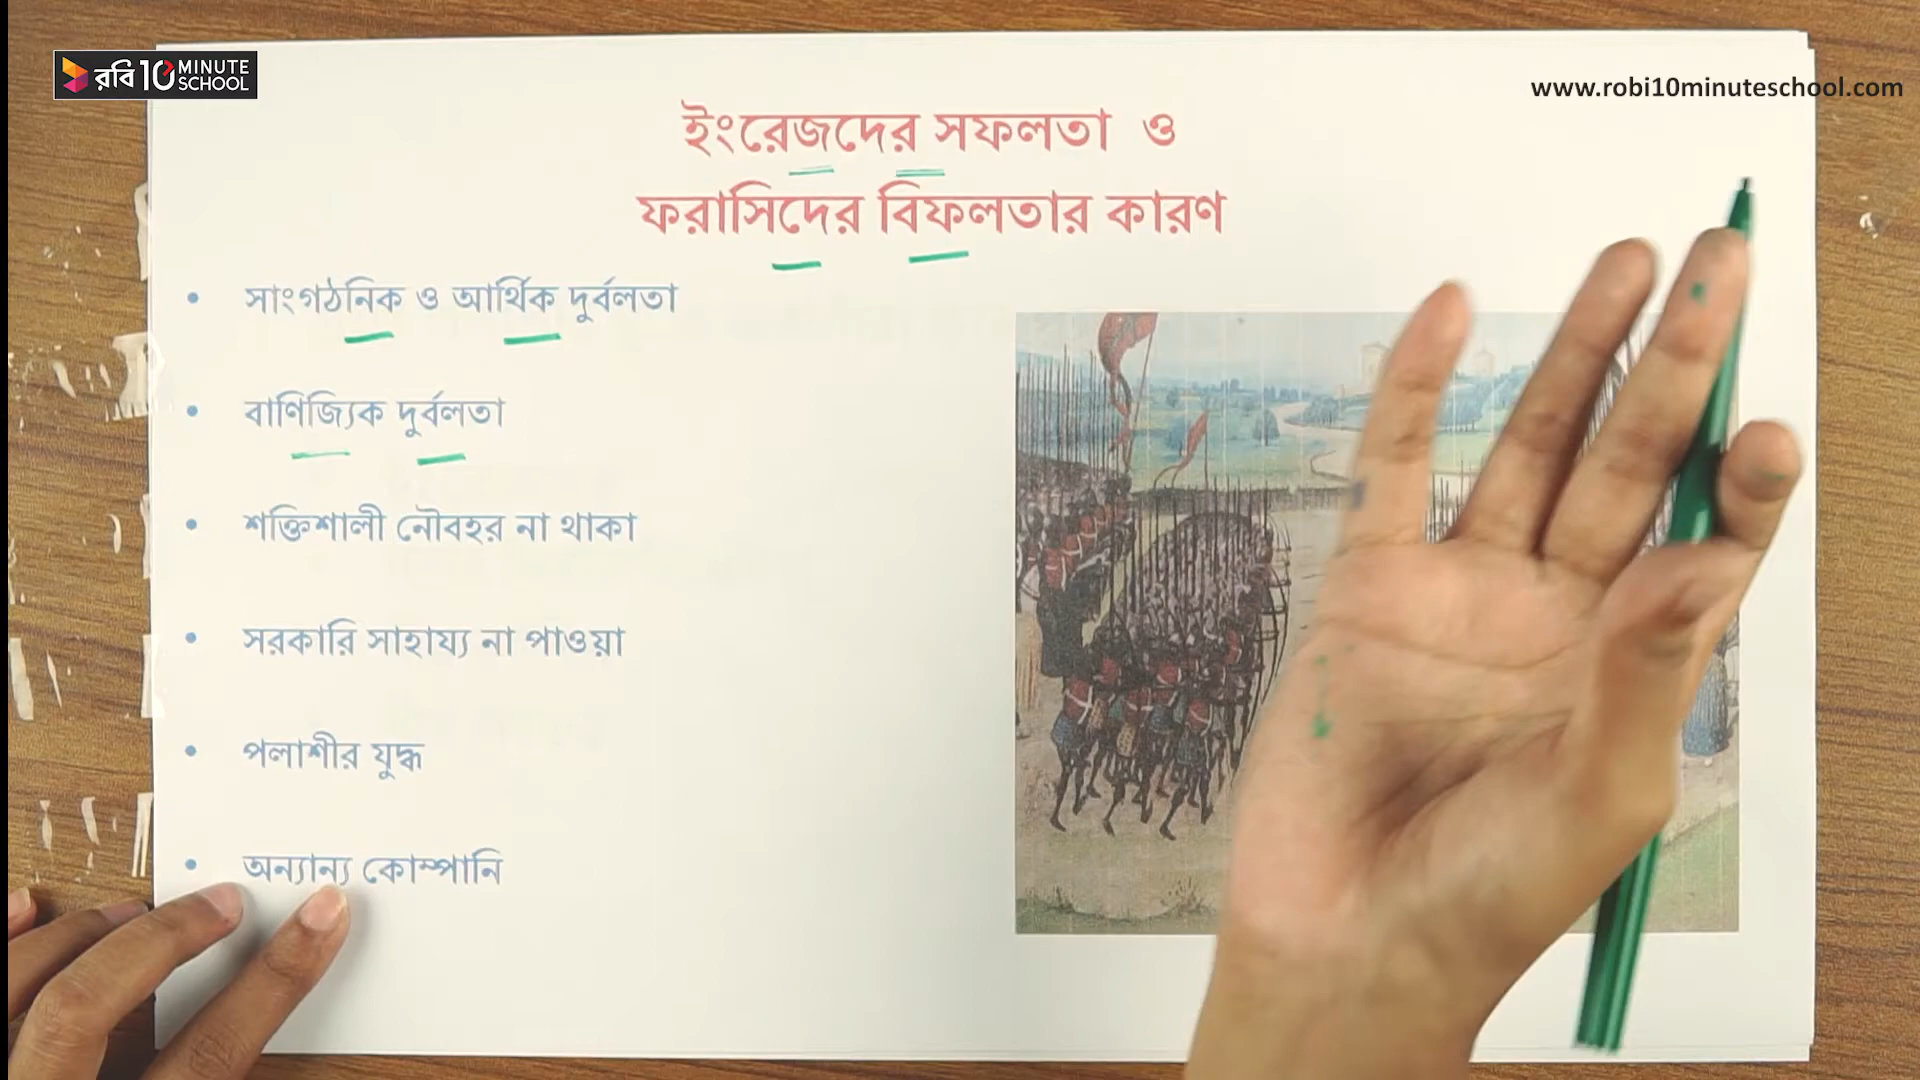 রবি 10 MINUTE SCHOOL
www.robi10minuteschool.com
ইংরেজদের সফলতা ও
ফরাসিদের বিফলতার কারণ
• সাংগঠনিক ও আর্থিক দুর্বলতা
• বাণিজ্যিক দুর্বলতা
• শক্তিশালী নৌবহর না থাকা
• সরকারি সাহায্য না পাওয়া
• পলাশীর যুদ্ধ
• অন্যান্য কোম্পানি